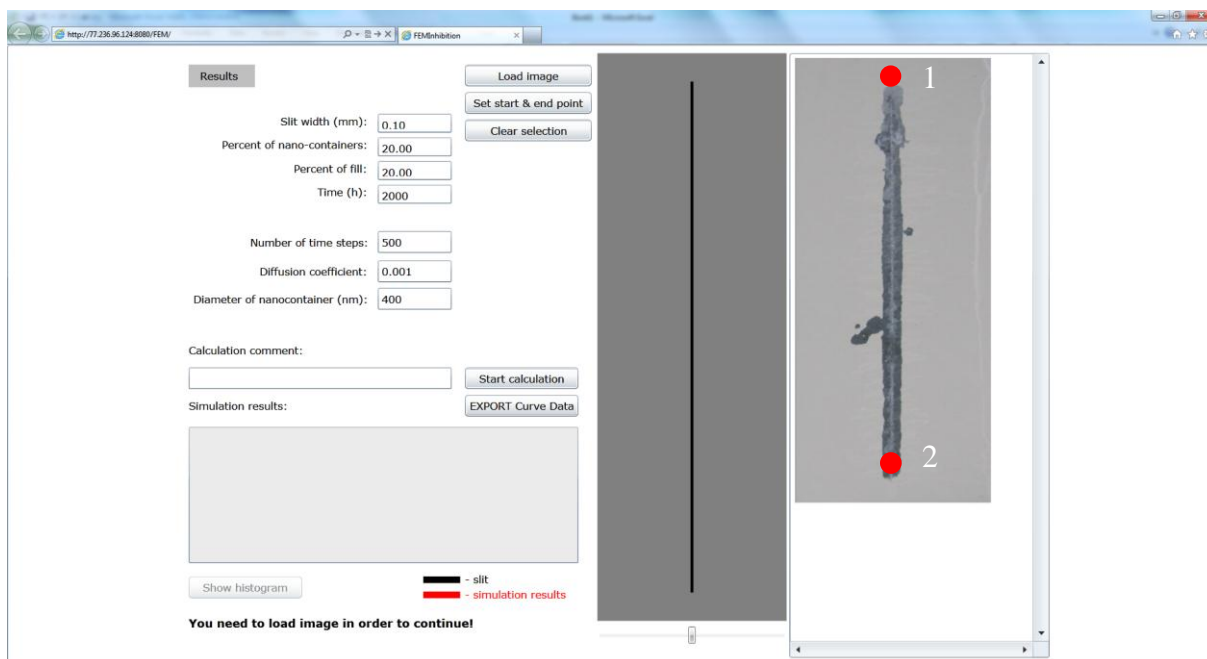 http://77.236.96.124:8080/FEM/
FEMInhibition
Results
Load image
Set start & end point
Clear selection
Slit width (mm): 0.10
Percent of nano-containers: 20.00
Percent of fill: 20.00
Time (h): 2000
Number of time steps: 500
Diffusion coefficient: 0.001
Diameter of nanocontainer (nm): 400
Calculation comment:
Start calculation
Simulation results:
EXPORT Curve Data
Show histogram
- slit
- simulation results
You need to load image in order to continue!
1
2